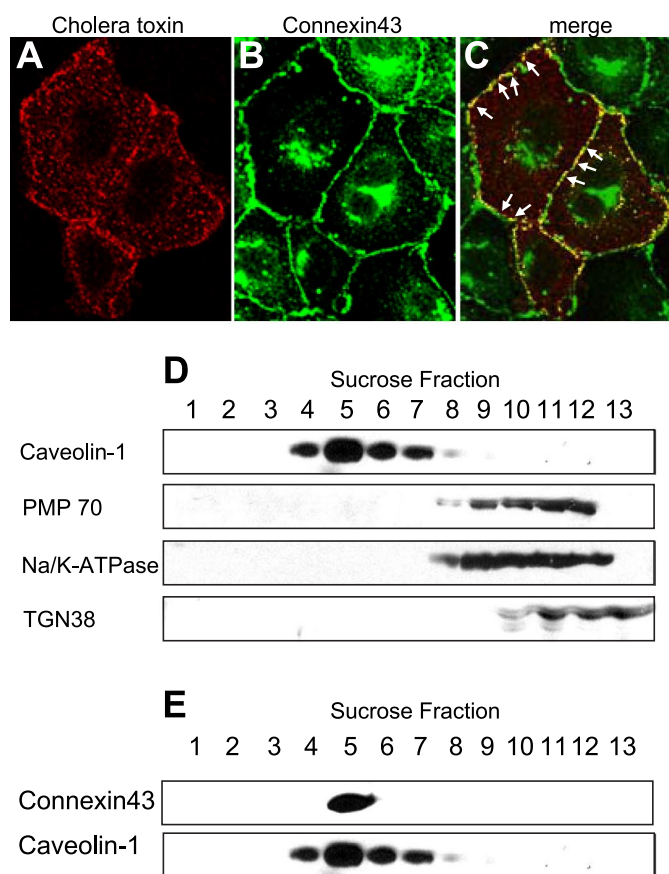 Cholera toxin Connexin43 merge
A B C
D
Sucrose Fraction
1 2 3 4 5 6 7 8 9 10 11 12 13
Caveolin-1
PMP 70
Na/K-ATPase
TGN38
E
Sucrose Fraction
1 2 3 4 5 6 7 8 9 10 11 12 13
Connexin43
Caveolin-1